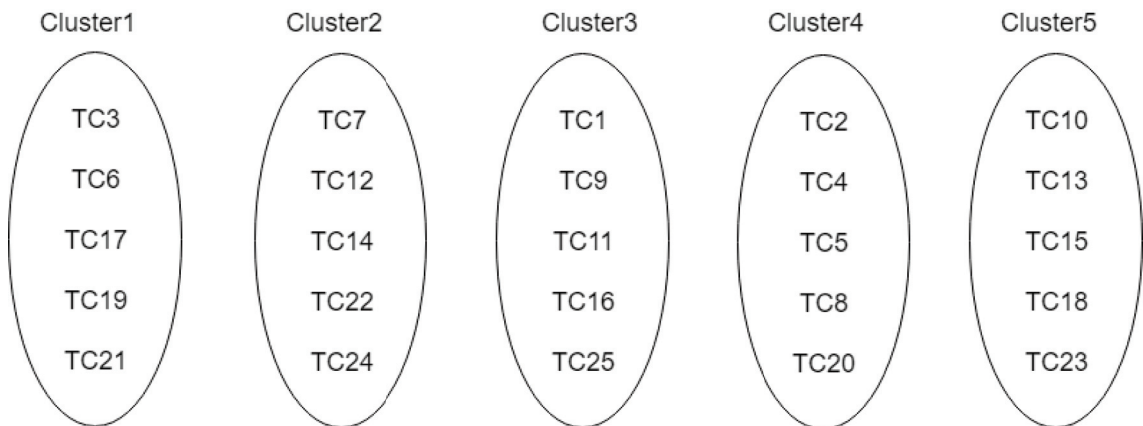 Cluster1 Cluster2 Cluster3 Cluster4 Cluster5
TC3 TC7 TC1 TC2 TC10
TC6 TC12 TC9 TC4 TC13
TC17 TC14 TC11 TC5 TC15
TC19 TC22 TC16 TC8 TC18
TC21 TC24 TC25 TC20 TC23